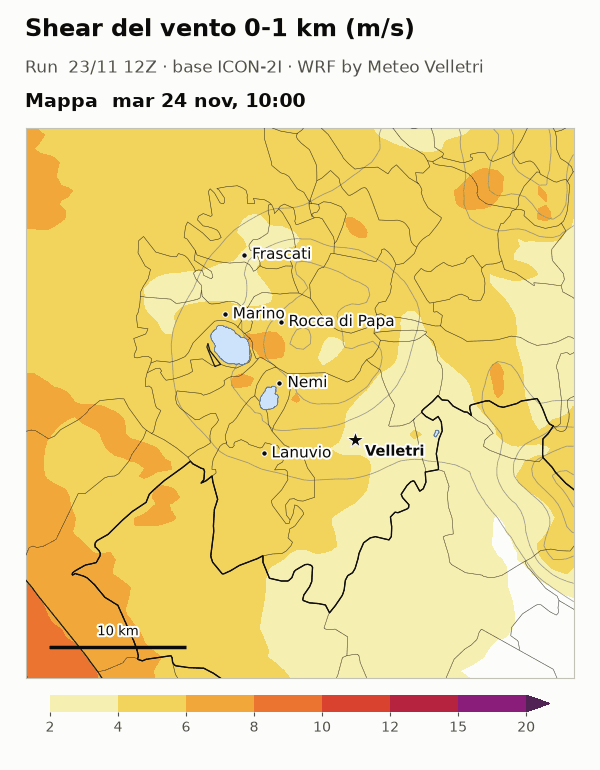 Shear del vento 0-1 km (m/s)
Run 23/11 12Z · base ICON-2I · WRF by Meteo Velletri
Mappa mar 24 nov, 10:00
Frascati
Marino
Rocca di Papa
Nemi
Velletri
Lanuvio
10 km
2 4 6 8 10 12 15 20